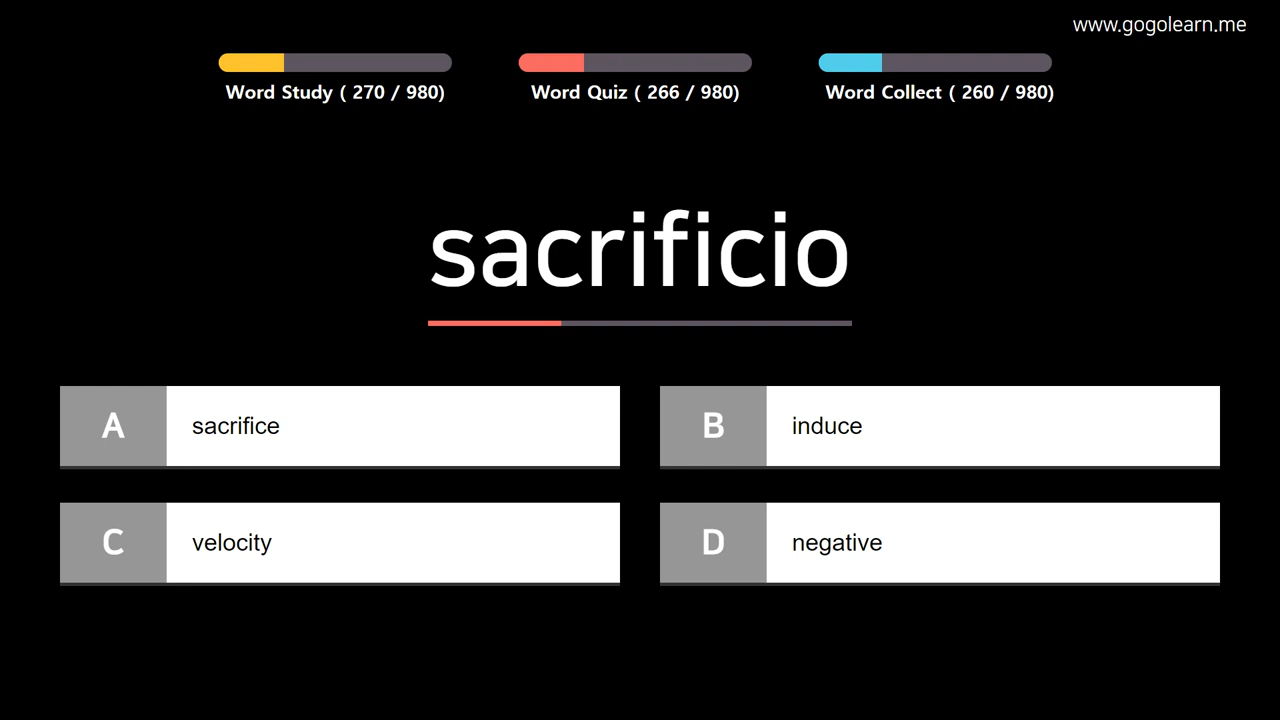 www.gogolearn.me
Word Study ( 270 / 980)
Word Quiz ( 266 / 980)
Word Collect ( 260 / 980)
sacrificio
A sacrifice
B induce
C velocity
D negative